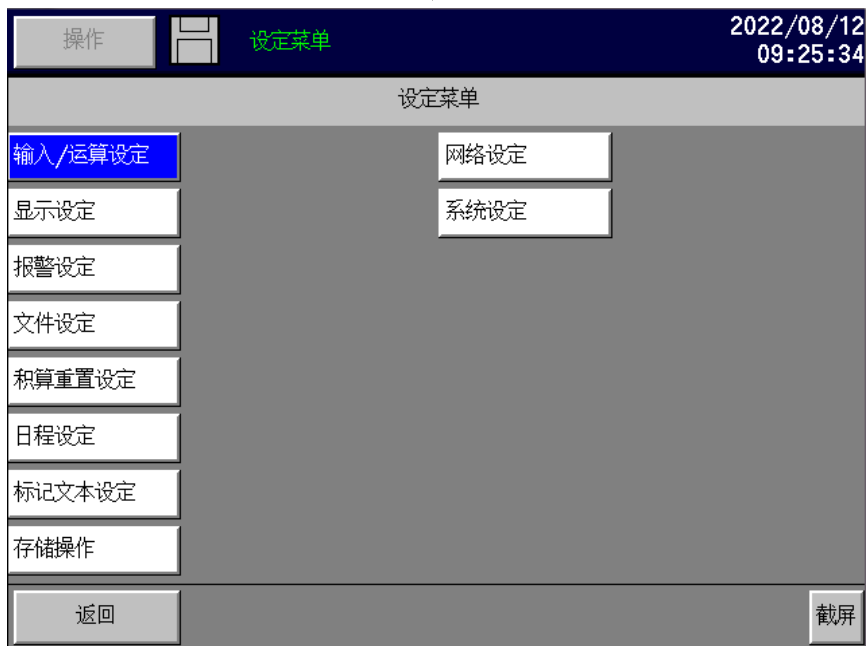 操作
设定菜单
2022/08/12
09:25:34
设定菜单
输入/运算设定
网络设定
显示设定
系统设定
报警设定
文件设定
积算重置设定
日程设定
标记文本设定
存储操作
返回
截屏